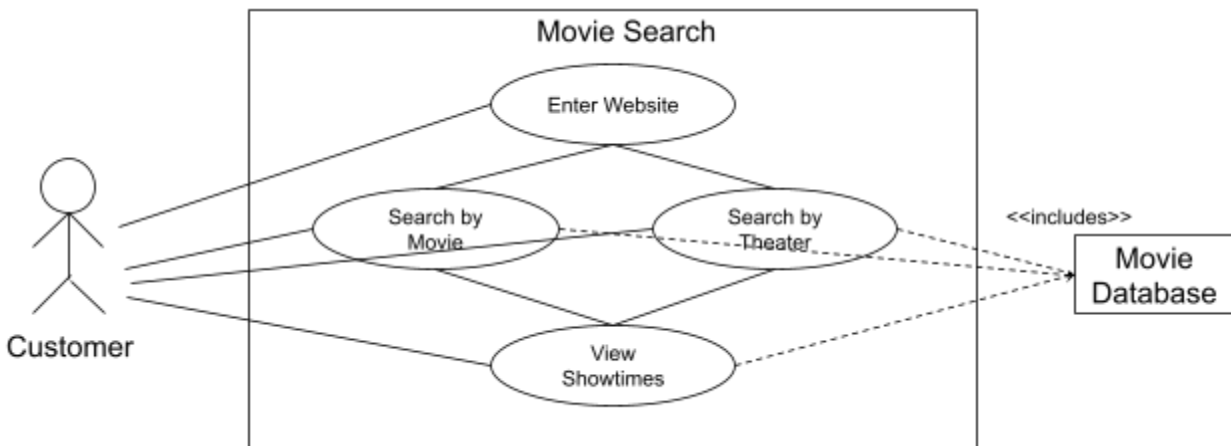 Movie Search
Enter Website
Search by
Movie
Search by
Theater
<<includes>>
Movie
Database
Customer
View
Showtimes